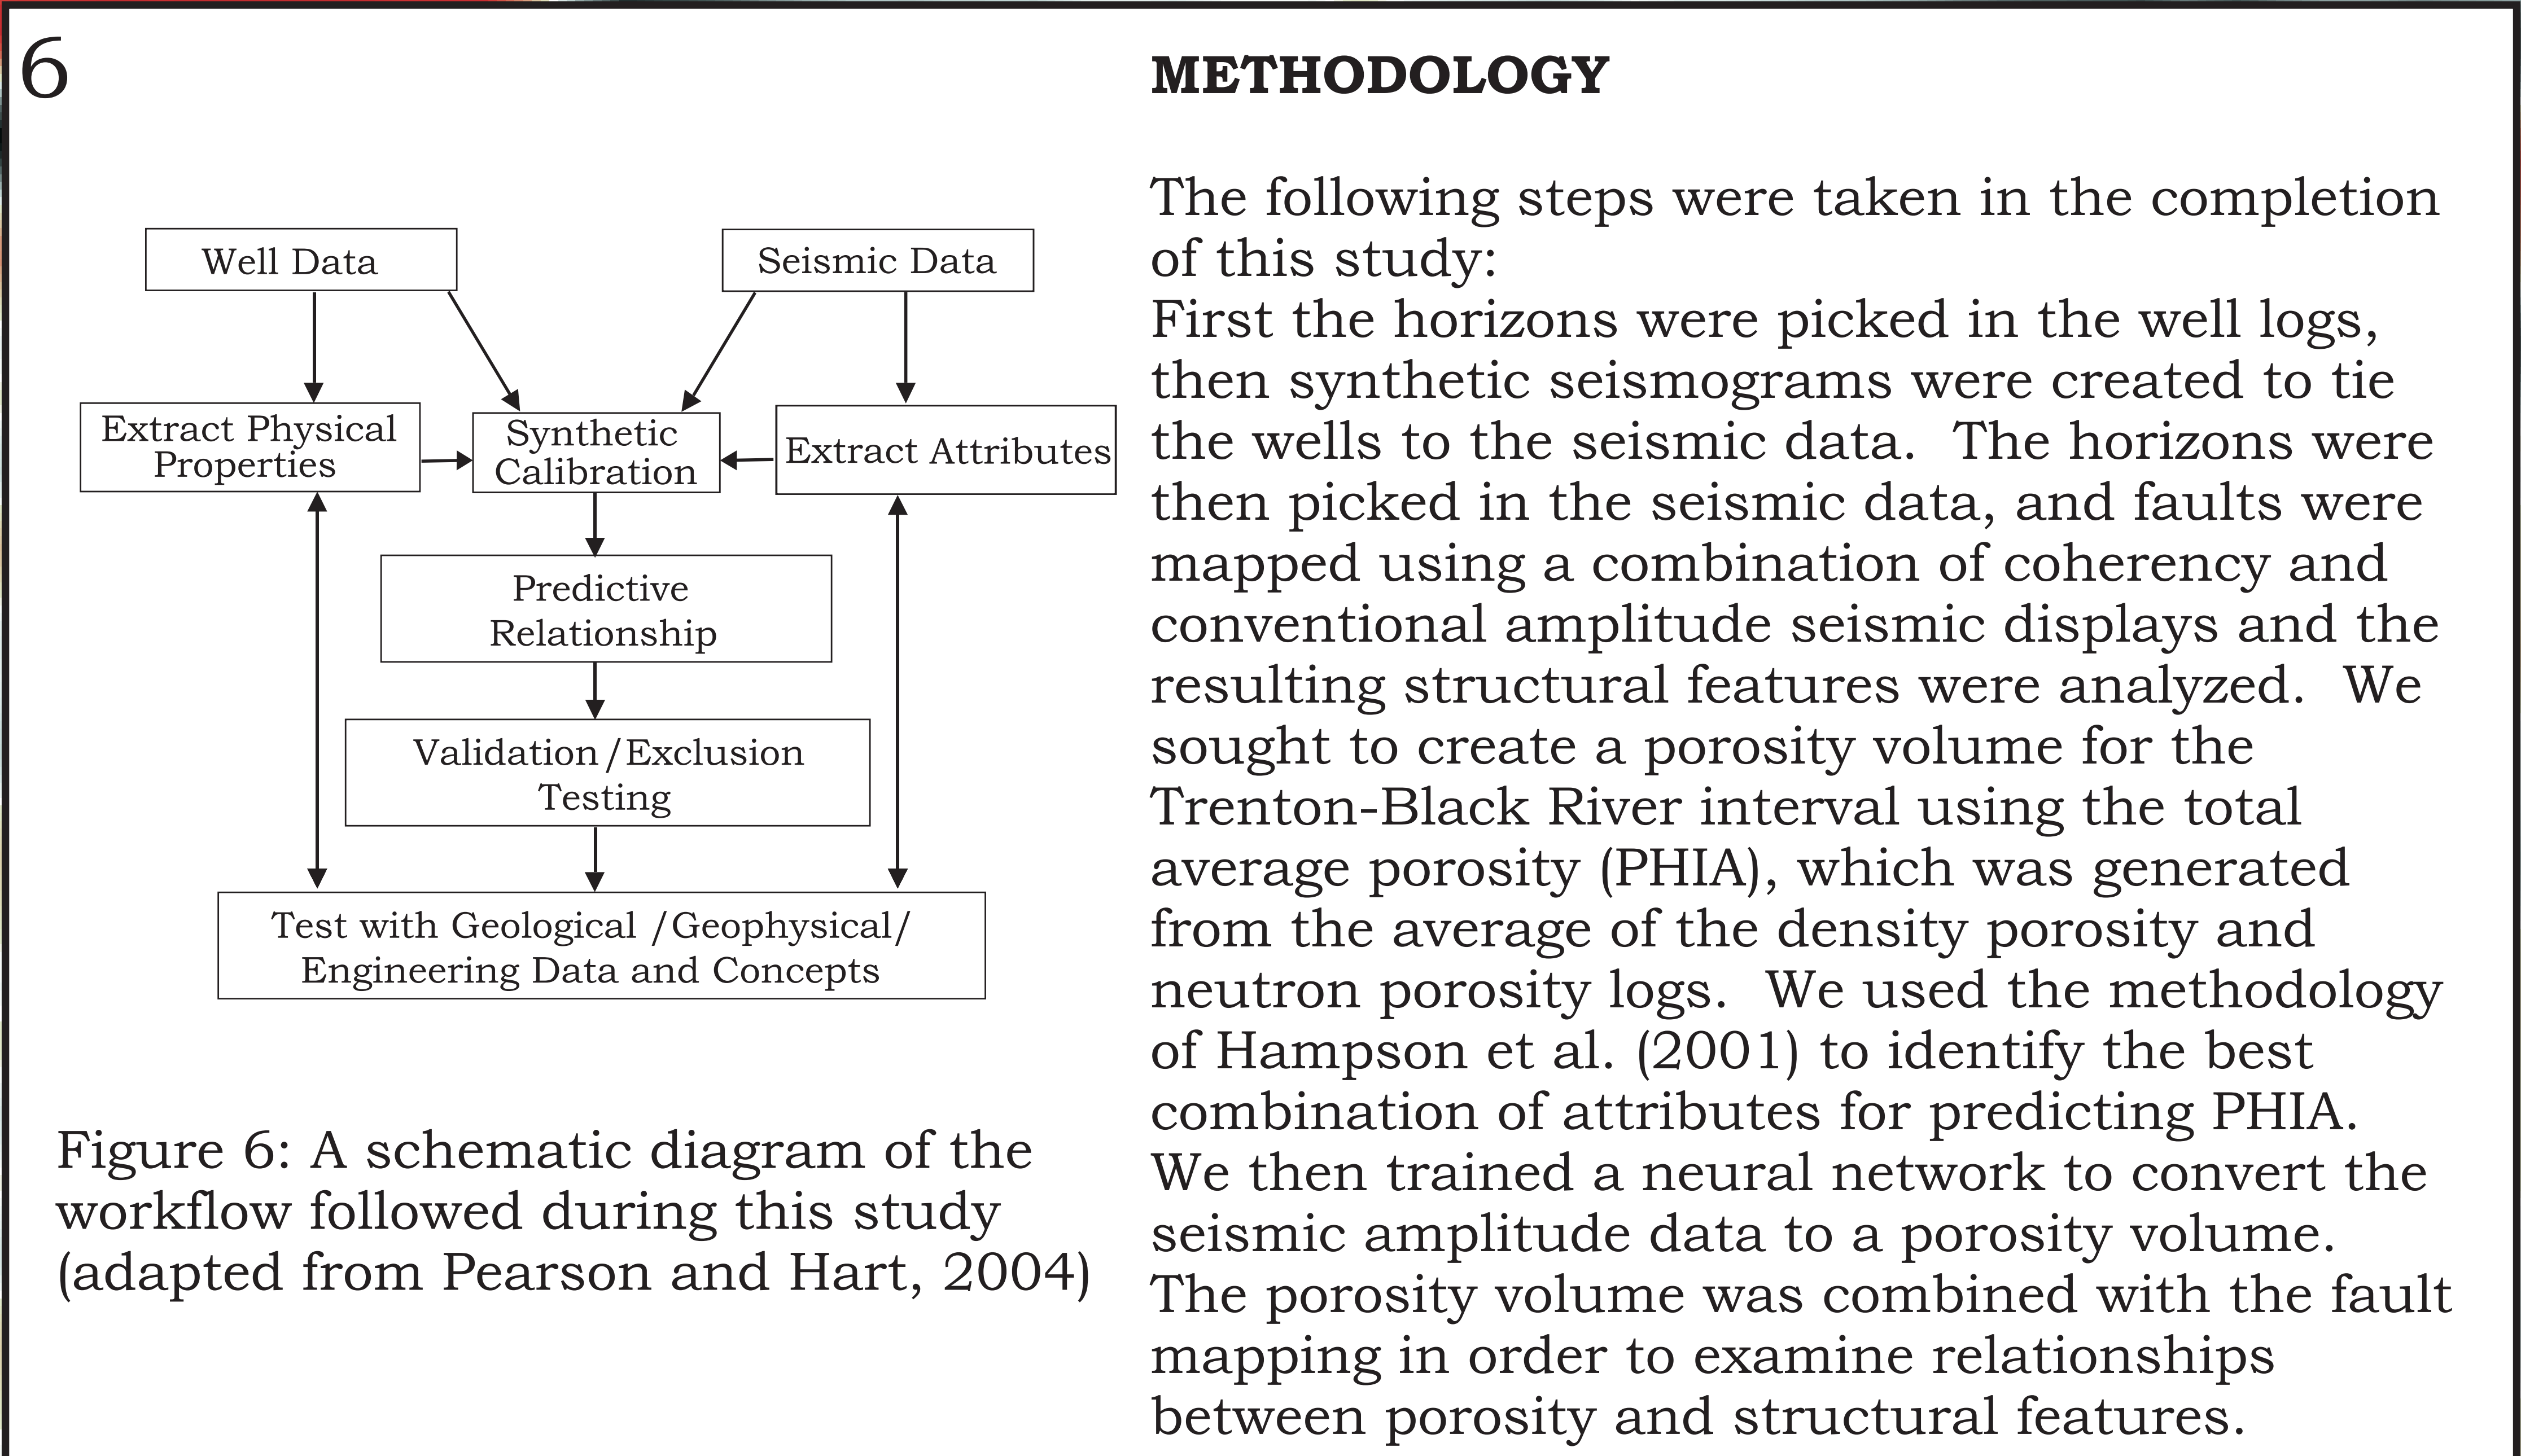 6
Well Data
Seismic Data
Extract Physical
Properties
Synthetic
Calibration
Extract Attributes
Predictive
Relationship
Validation/Exclusion
Testing
Test with Geological /Geophysical/
Engineering Data and Concepts
Figure 6: A schematic diagram of the
workflow followed during this study
(adapted from Pearson and Hart, 2004)
METHODOLOGY
The following steps were taken in the completion
of this study:
First the horizons were picked in the well logs,
then synthetic seismograms were created to tie
the wells to the seismic data.  The horizons were
then picked in the seismic data, and faults were
mapped using a combination of coherency and
conventional amplitude seismic displays and the
resulting structural features were analyzed.  We
sought to create a porosity volume for the
Trenton-Black River interval using the total
average porosity (PHIA), which was generated
from the average of the density porosity and
neutron porosity logs.  We used the methodology
of Hampson et al. (2001) to identify the best
combination of attributes for predicting PHIA.
We then trained a neural network to convert the
seismic amplitude data to a porosity volume.
The porosity volume was combined with the fault
mapping in order to examine relationships
between porosity and structural features.